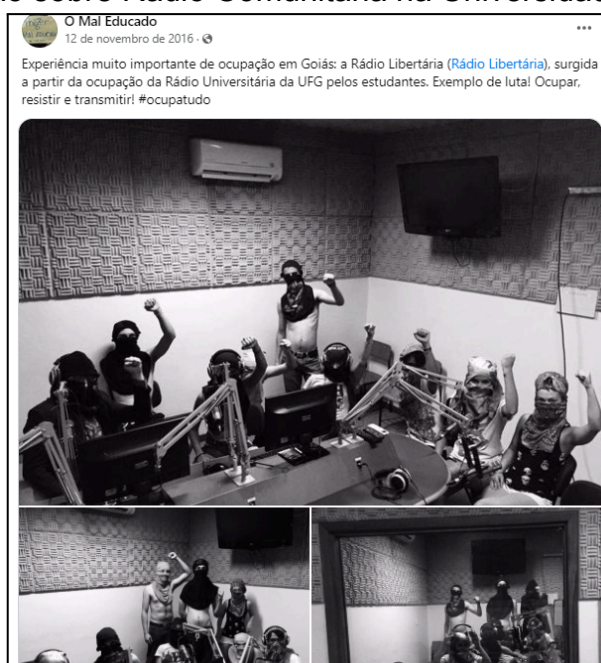 sobre Rádio Comunitária na Universidad
O Mal Educado
12 de novembro de 2016 ·
Experiência muito importante de ocupação em Goiás: a Rádio Libertária (Rádio Libertária), surgida
a partir da ocupação da Rádio Universitária da UFG pelos estudantes. Exemplo de luta! Ocupar,
resistir e transmitir! #ocupatudo